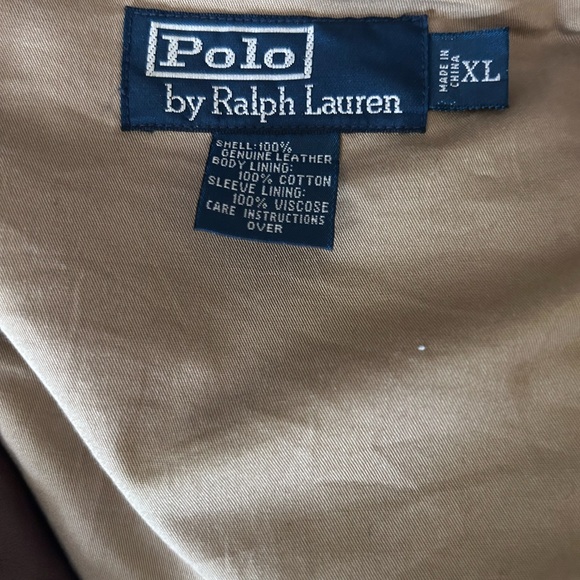 Polo
by Ralph Lauren
MADE IN
CHINA
XL
SHELL:100%
GENUINE LEATHER
BODY LINING:
100% COTTON
SLEEVE LINING:
100% VISCOSE
CARE INSTRUCTIONS
OVER